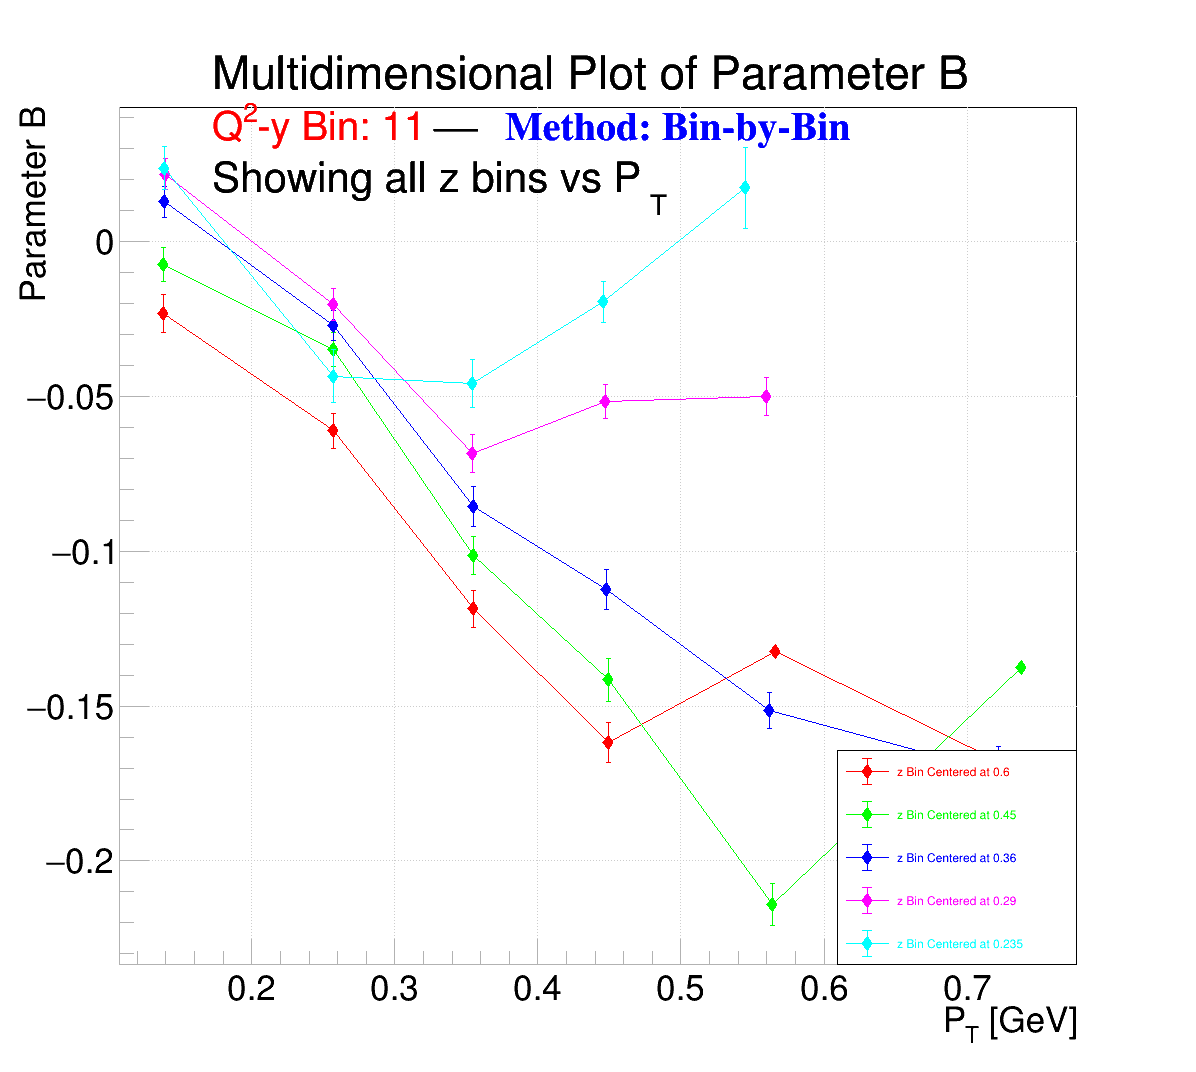 Multidimensional Plot of Parameter B
Q2-y Bin: 11 — Method: Bin-by-Bin
Showing all z bins vs PT
Parameter B
0
−0.05
−0.1
−0.15
−0.2
z Bin Centered at 0.6
z Bin Centered at 0.45
z Bin Centered at 0.36
z Bin Centered at 0.29
z Bin Centered at 0.235
0.2 0.3 0.4 0.5 0.6 0.7
PT [GeV]